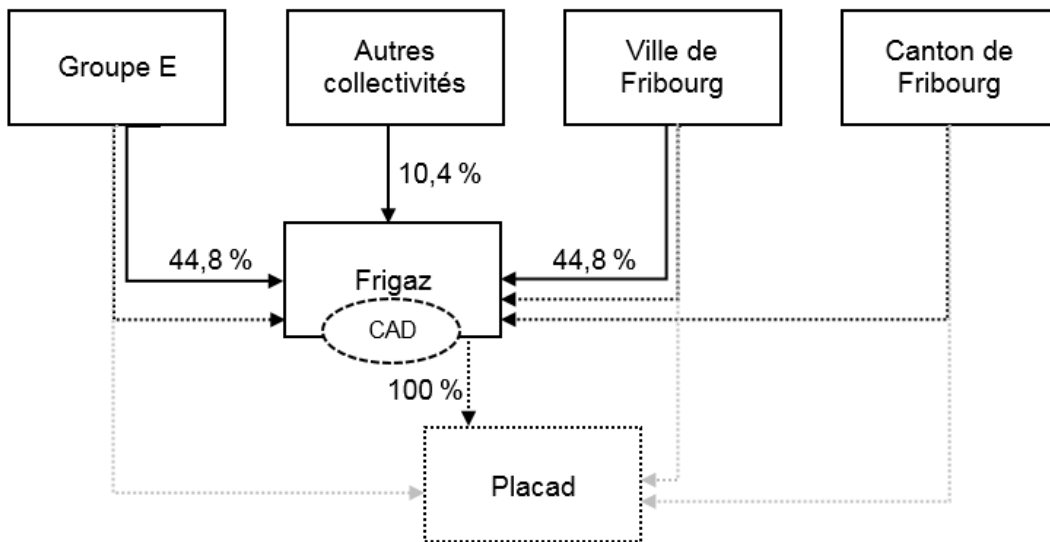 Groupe E
Autres
collectivités
Ville de
Fribourg
Canton de
Fribourg
10,4 %
44,8 %
44,8 %
Frigaz
CAD
100 %
Placad